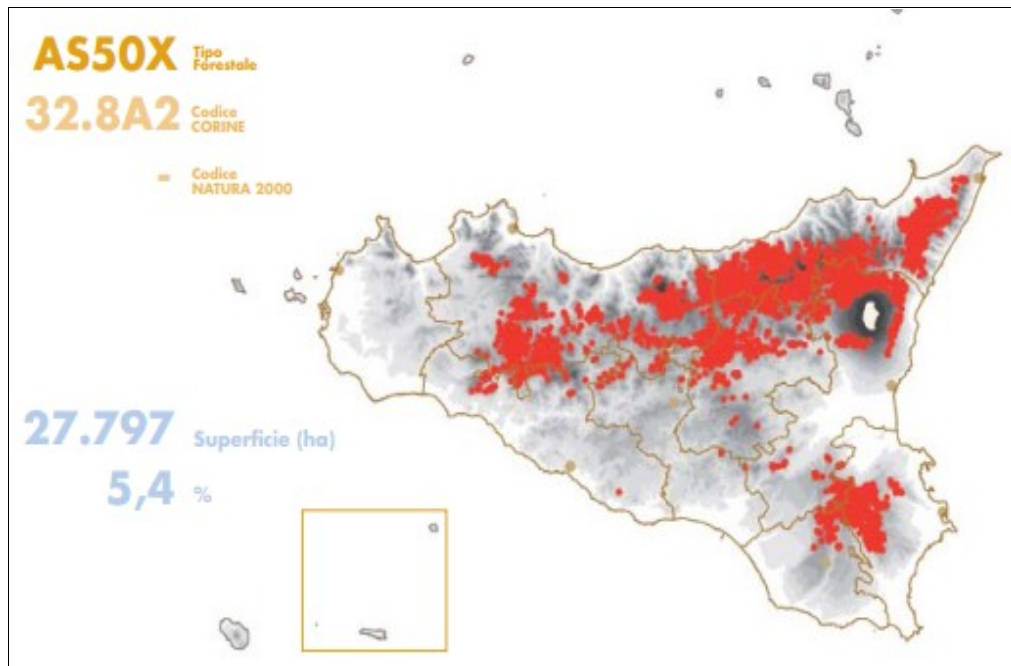 AS50X Tipo Forestale
32.8A2 Codice CORINE
- Codice NATURA 2000
27.797 Superficie (ha)
5,4 %